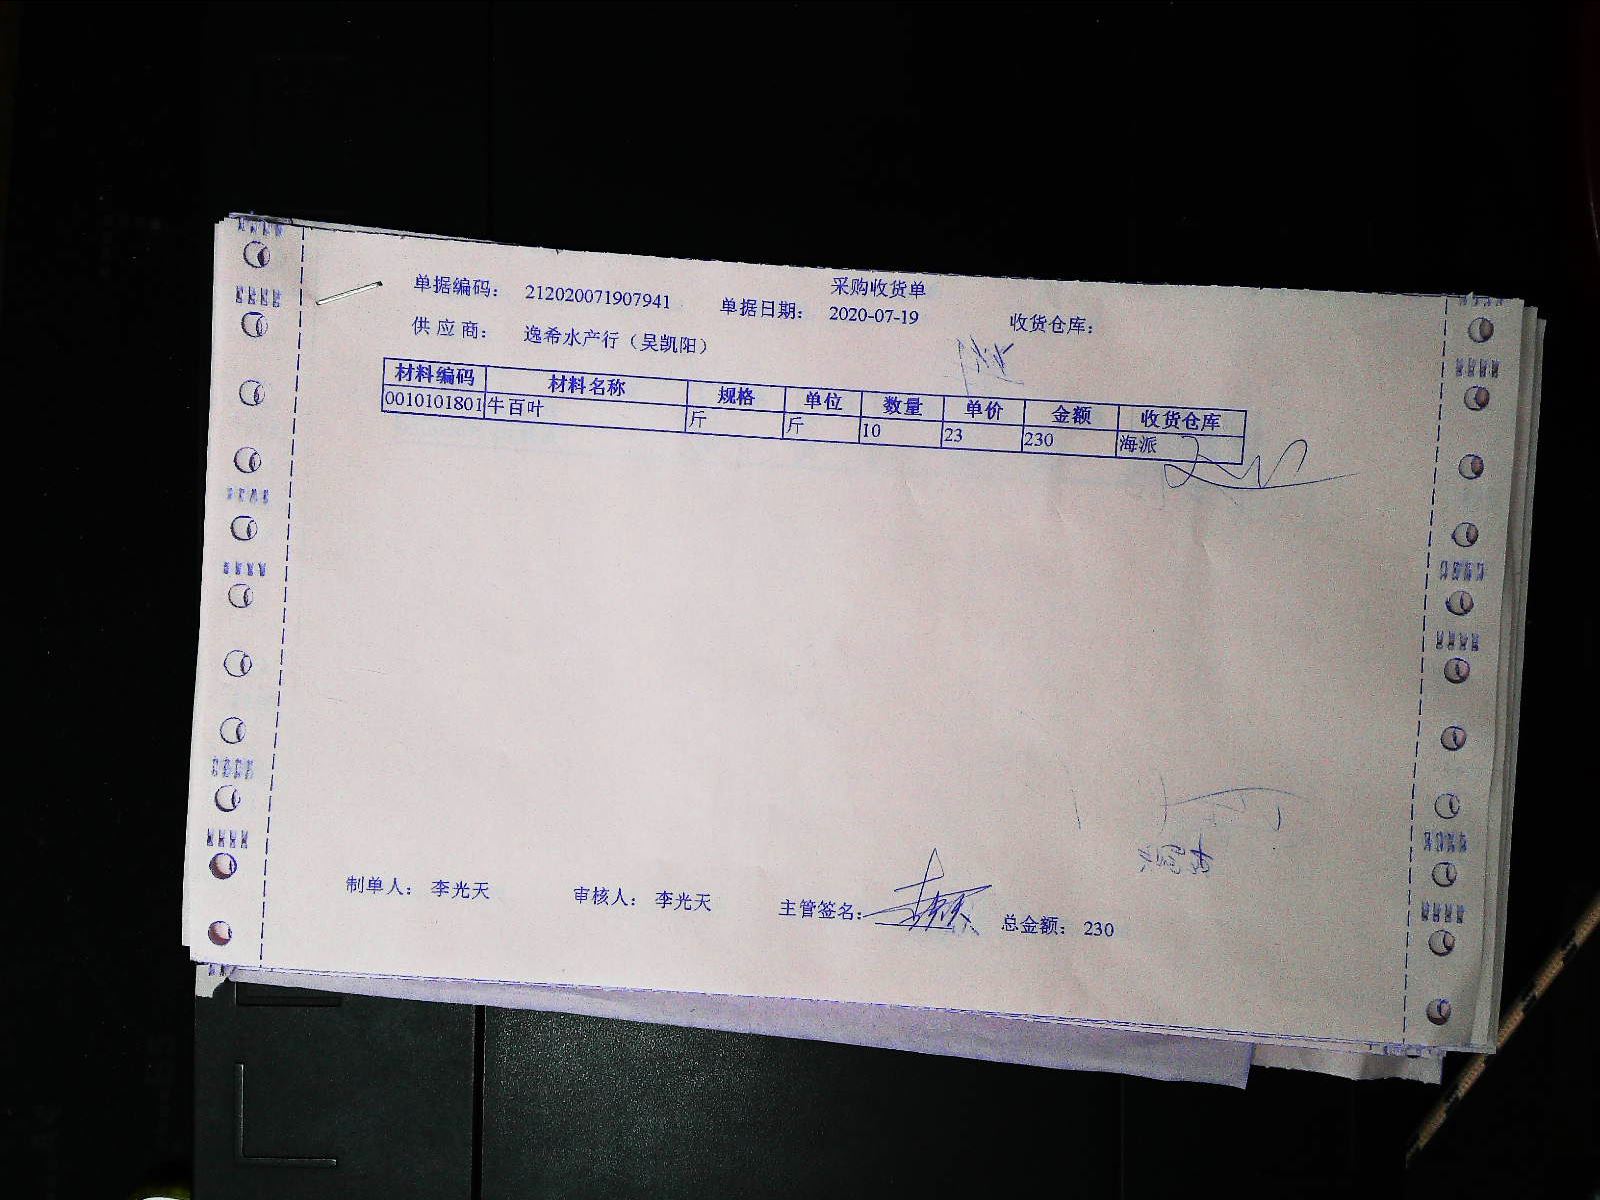 采购收货单
单据编码： 212020071907941 单据日期： 2020-07-19 收货仓库：
供 应 商： 逸希水产行（吴凯阳）
材料编码 材料名称 规格 单位 数量 单价 金额 收货仓库
0010101801 牛百叶 斤 斤 10 23 230 海派
制单人： 李光天 审核人： 李光天 主管签名： 总金额： 230